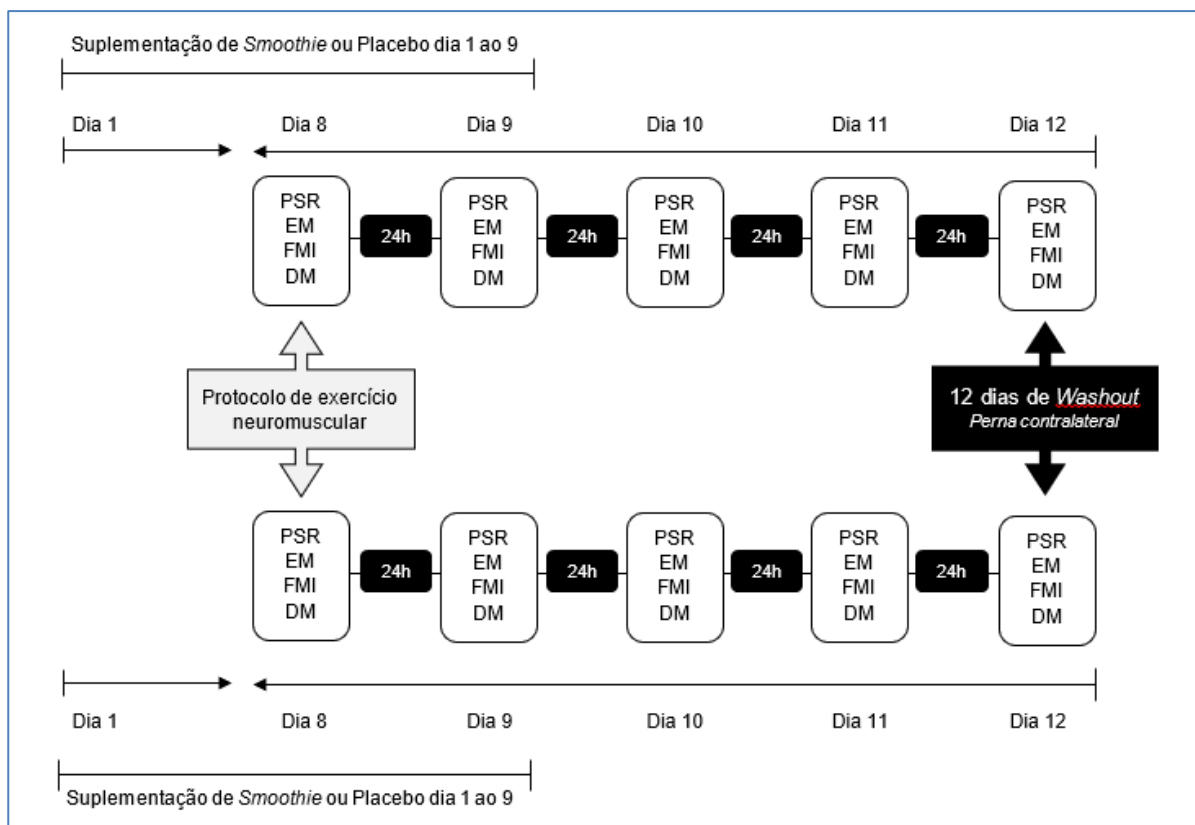 Suplementação de Smoothie ou Placebo dia 1 ao 9
Dia 1
Dia 8
Dia 9
Dia 10
Dia 11
Dia 12
PSR
EM
FMI
DM
24h
PSR
EM
FMI
DM
24h
PSR
EM
FMI
DM
24h
PSR
EM
FMI
DM
24h
PSR
EM
FMI
DM
Protocolo de exercício
neuromuscular
12 dias de Washout
Perna contralateral
PSR
EM
FMI
DM
24h
PSR
EM
FMI
DM
24h
PSR
EM
FMI
DM
24h
PSR
EM
FMI
DM
24h
PSR
EM
FMI
DM
Dia 1
Dia 8
Dia 9
Dia 10
Dia 11
Dia 12
Suplementação de Smoothie ou Placebo dia 1 ao 9